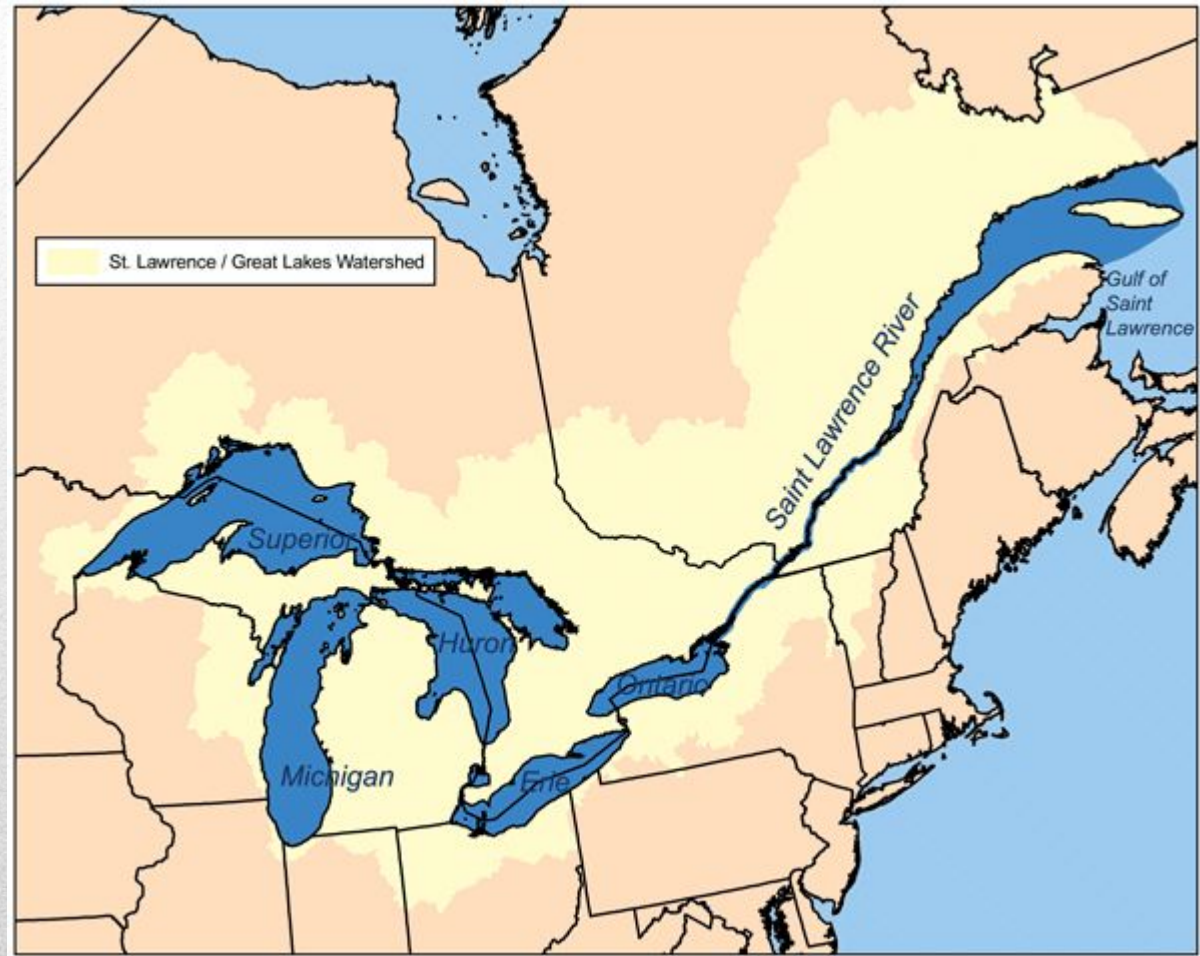 St. Lawrence / Great Lakes Watershed
Gulf of
Saint
Lawrence
Saint Lawrence River
Superior
Huron
Ontario
Michigan
Erie